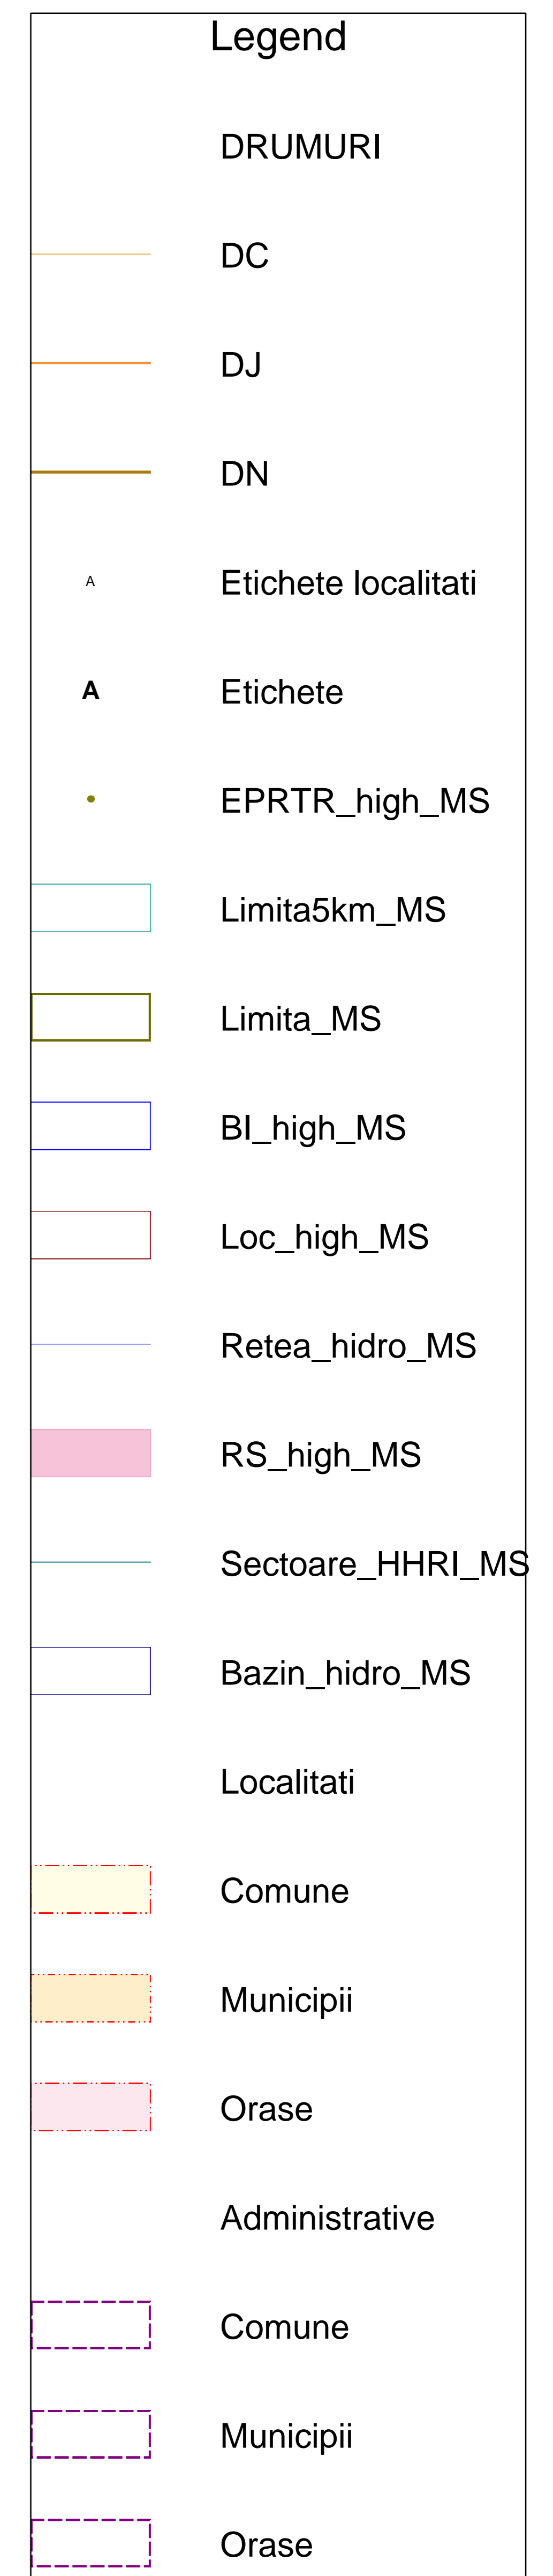 Legend
DRUMURI
DC
DJ
DN
A Etichete localitati
A Etichete
EPRTR_high_MS
Limita5km_MS
Limita_MS
BI_high_MS
Loc_high_MS
Retea_hidro_MS
RS_high_MS
Sectoare_HHRI_MS
Bazin_hidro_MS
Localitati
Comune
Municipii
Orase
Administrative
Comune
Municipii
Orase